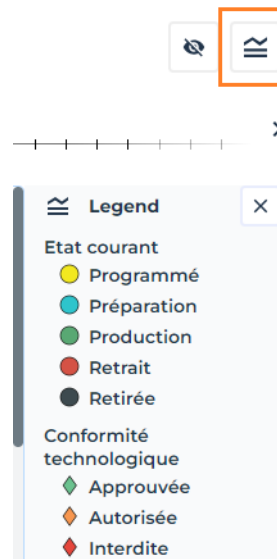 Legend
Etat courant
Programmé
Préparation
Production
Retrait
Retirée
Conformité
technologique
Approuvée
Autorisée
Interdite